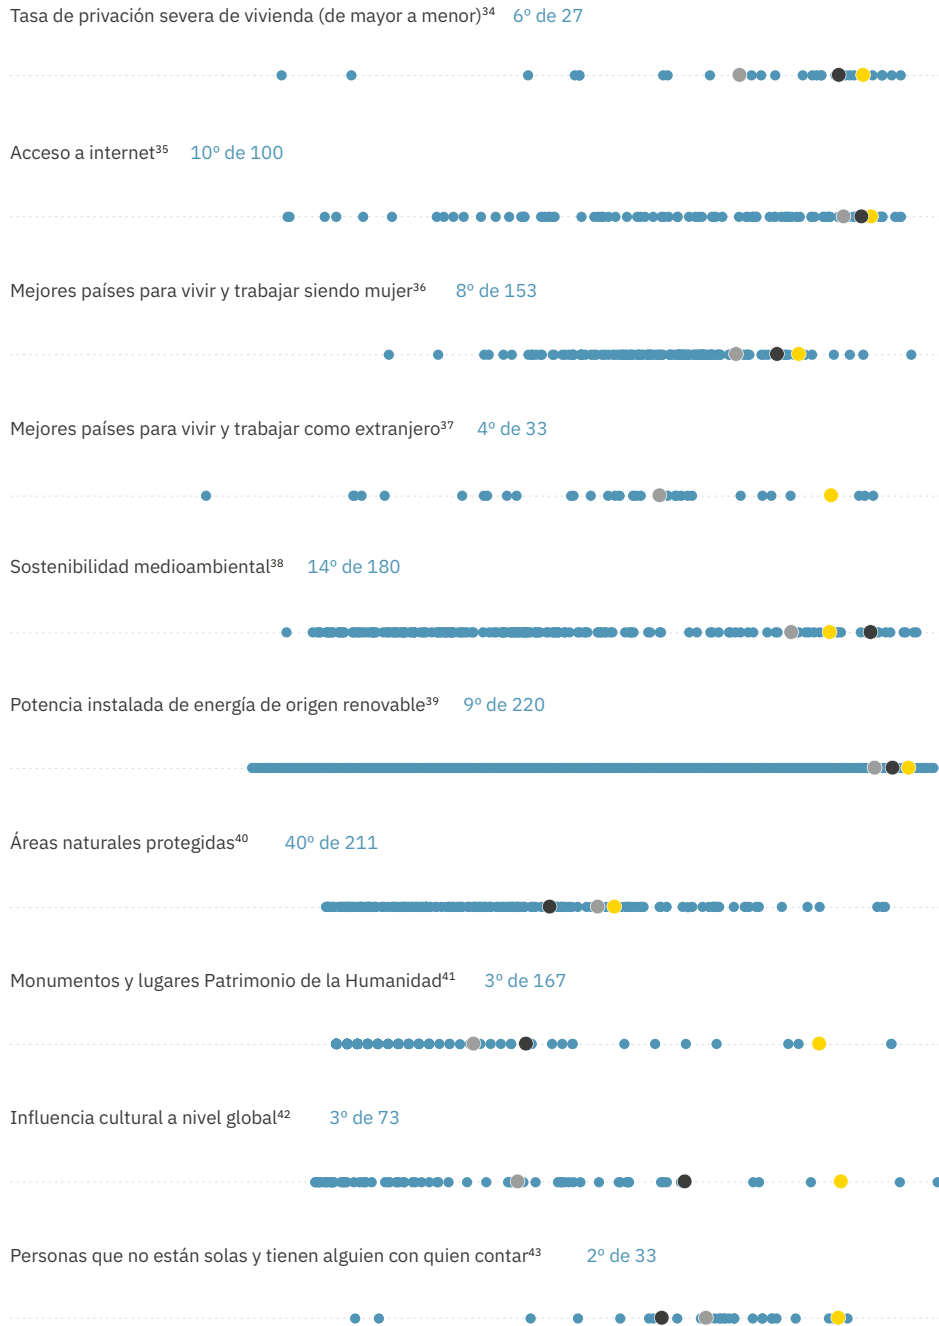 Tasa de privación severa de vivienda (de mayor a menor)³⁴ 6º de 27
Acceso a internet³⁵ 10º de 100
Mejores países para vivir y trabajar siendo mujer³⁶ 8º de 153
Mejores países para vivir y trabajar como extranjero³⁷ 4º de 33
Sostenibilidad medioambiental³⁸ 14º de 180
Potencia instalada de energía de origen renovable³⁹ 9º de 220
Áreas naturales protegidas⁴⁰ 40º de 211
Monumentos y lugares Patrimonio de la Humanidad⁴¹ 3º de 167
Influencia cultural a nivel global⁴² 3º de 73
Personas que no están solas y tienen alguien con quien contar⁴³ 2º de 33